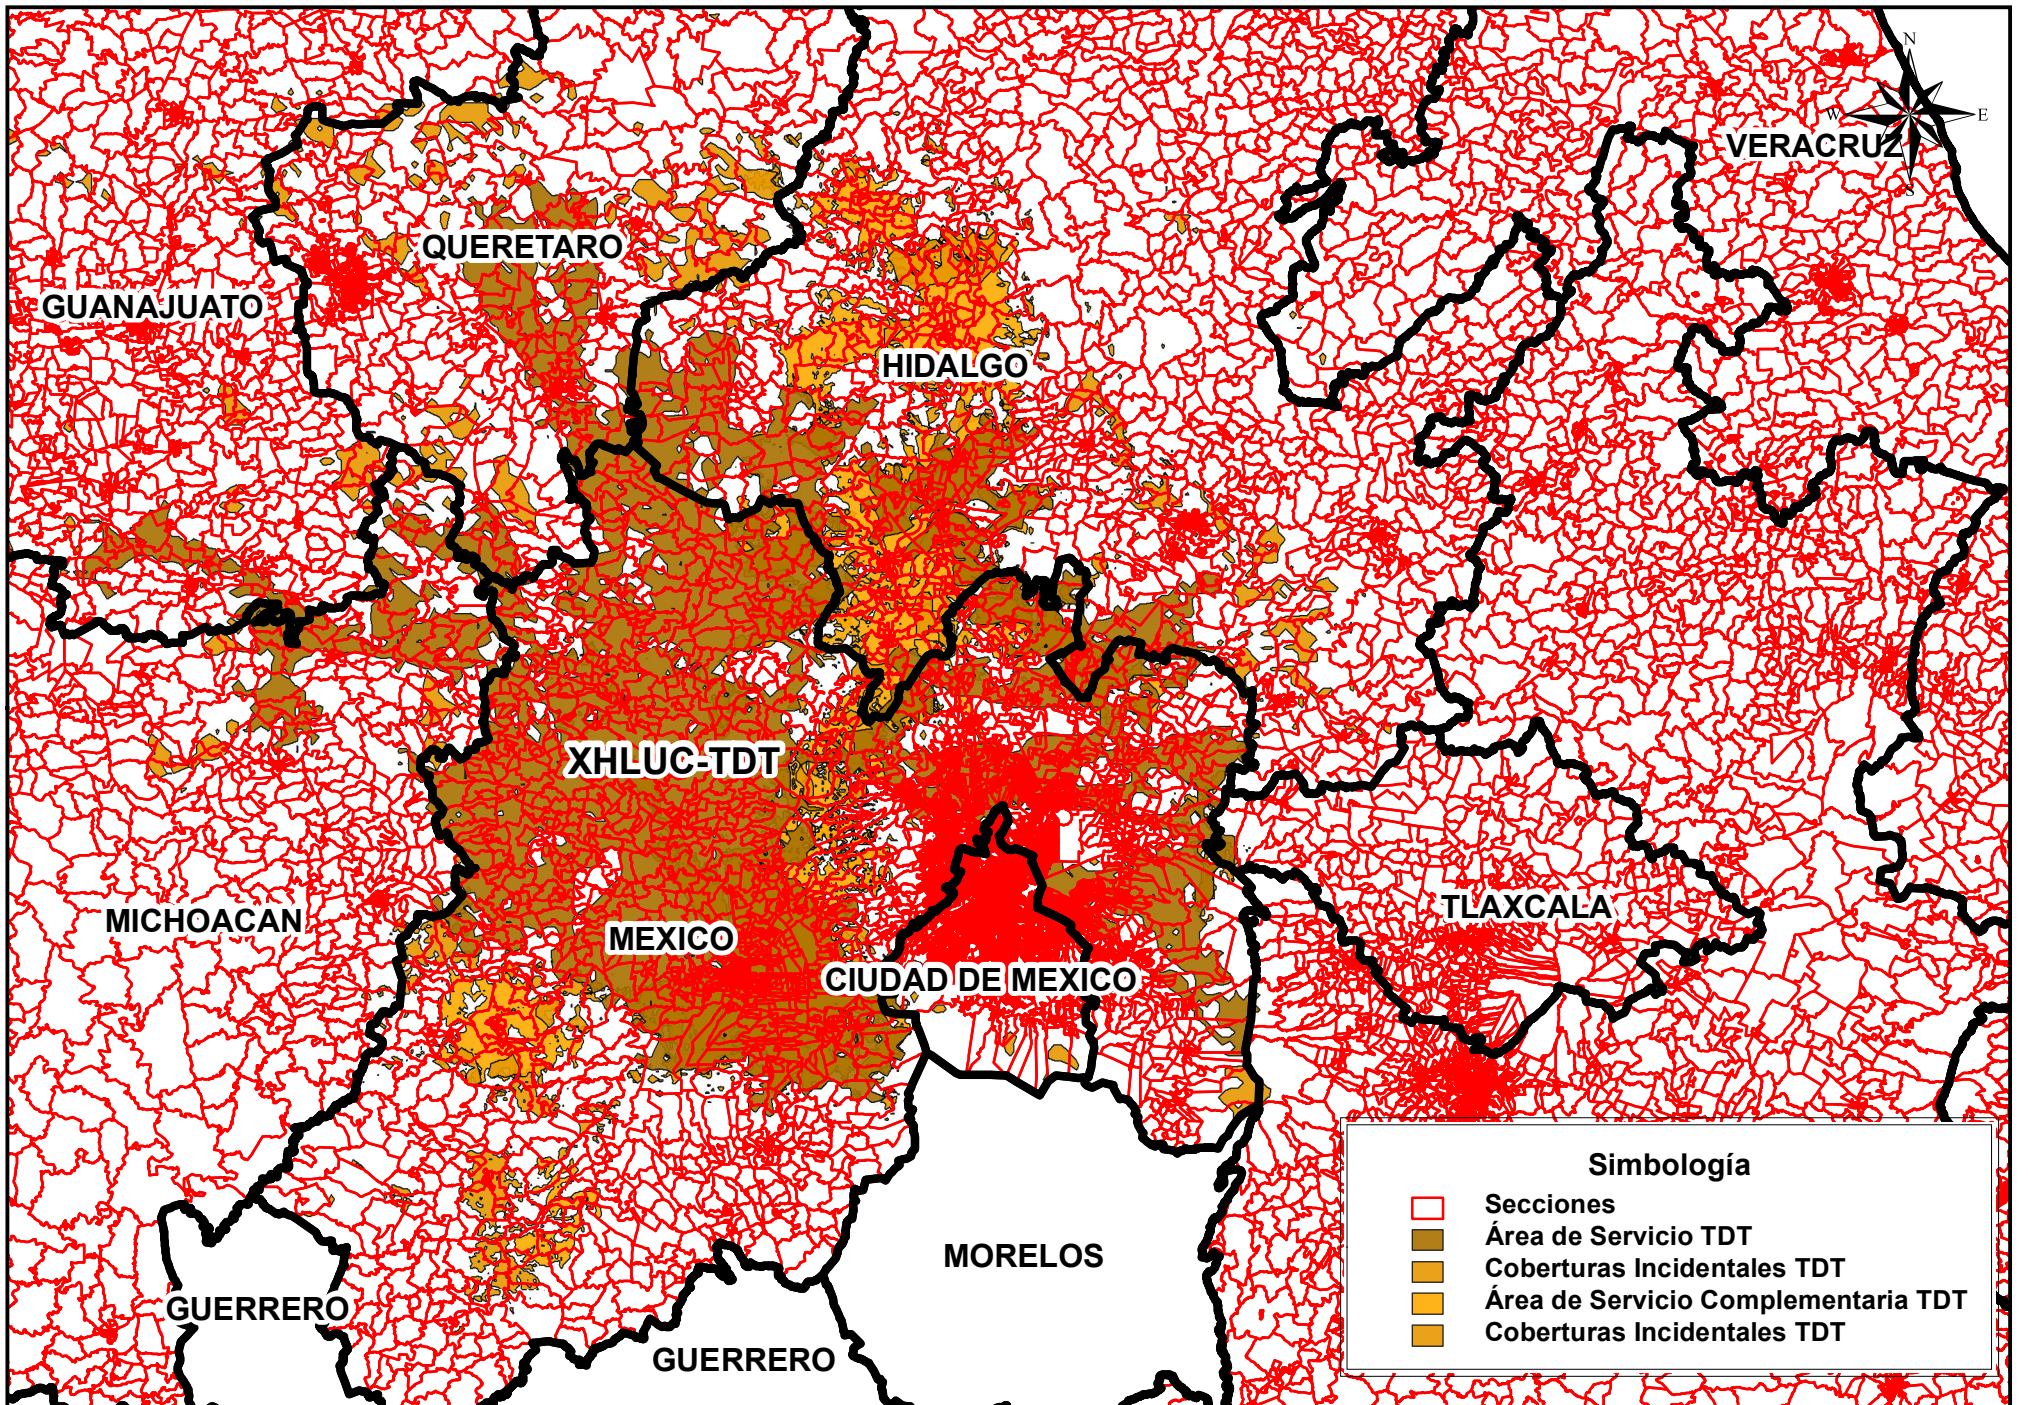 N
W
E
S
VERACRUZ
QUERETARO
GUANAJUATO
HIDALGO
XHLUC-TDT
MICHOACAN
MEXICO
TLAXCALA
CIUDAD DE MEXICO
MORELOS
GUERRERO
GUERRERO
Simbología
Secciones
Área de Servicio TDT
Coberturas Incidentales TDT
Área de Servicio Complementaria TDT
Coberturas Incidentales TDT